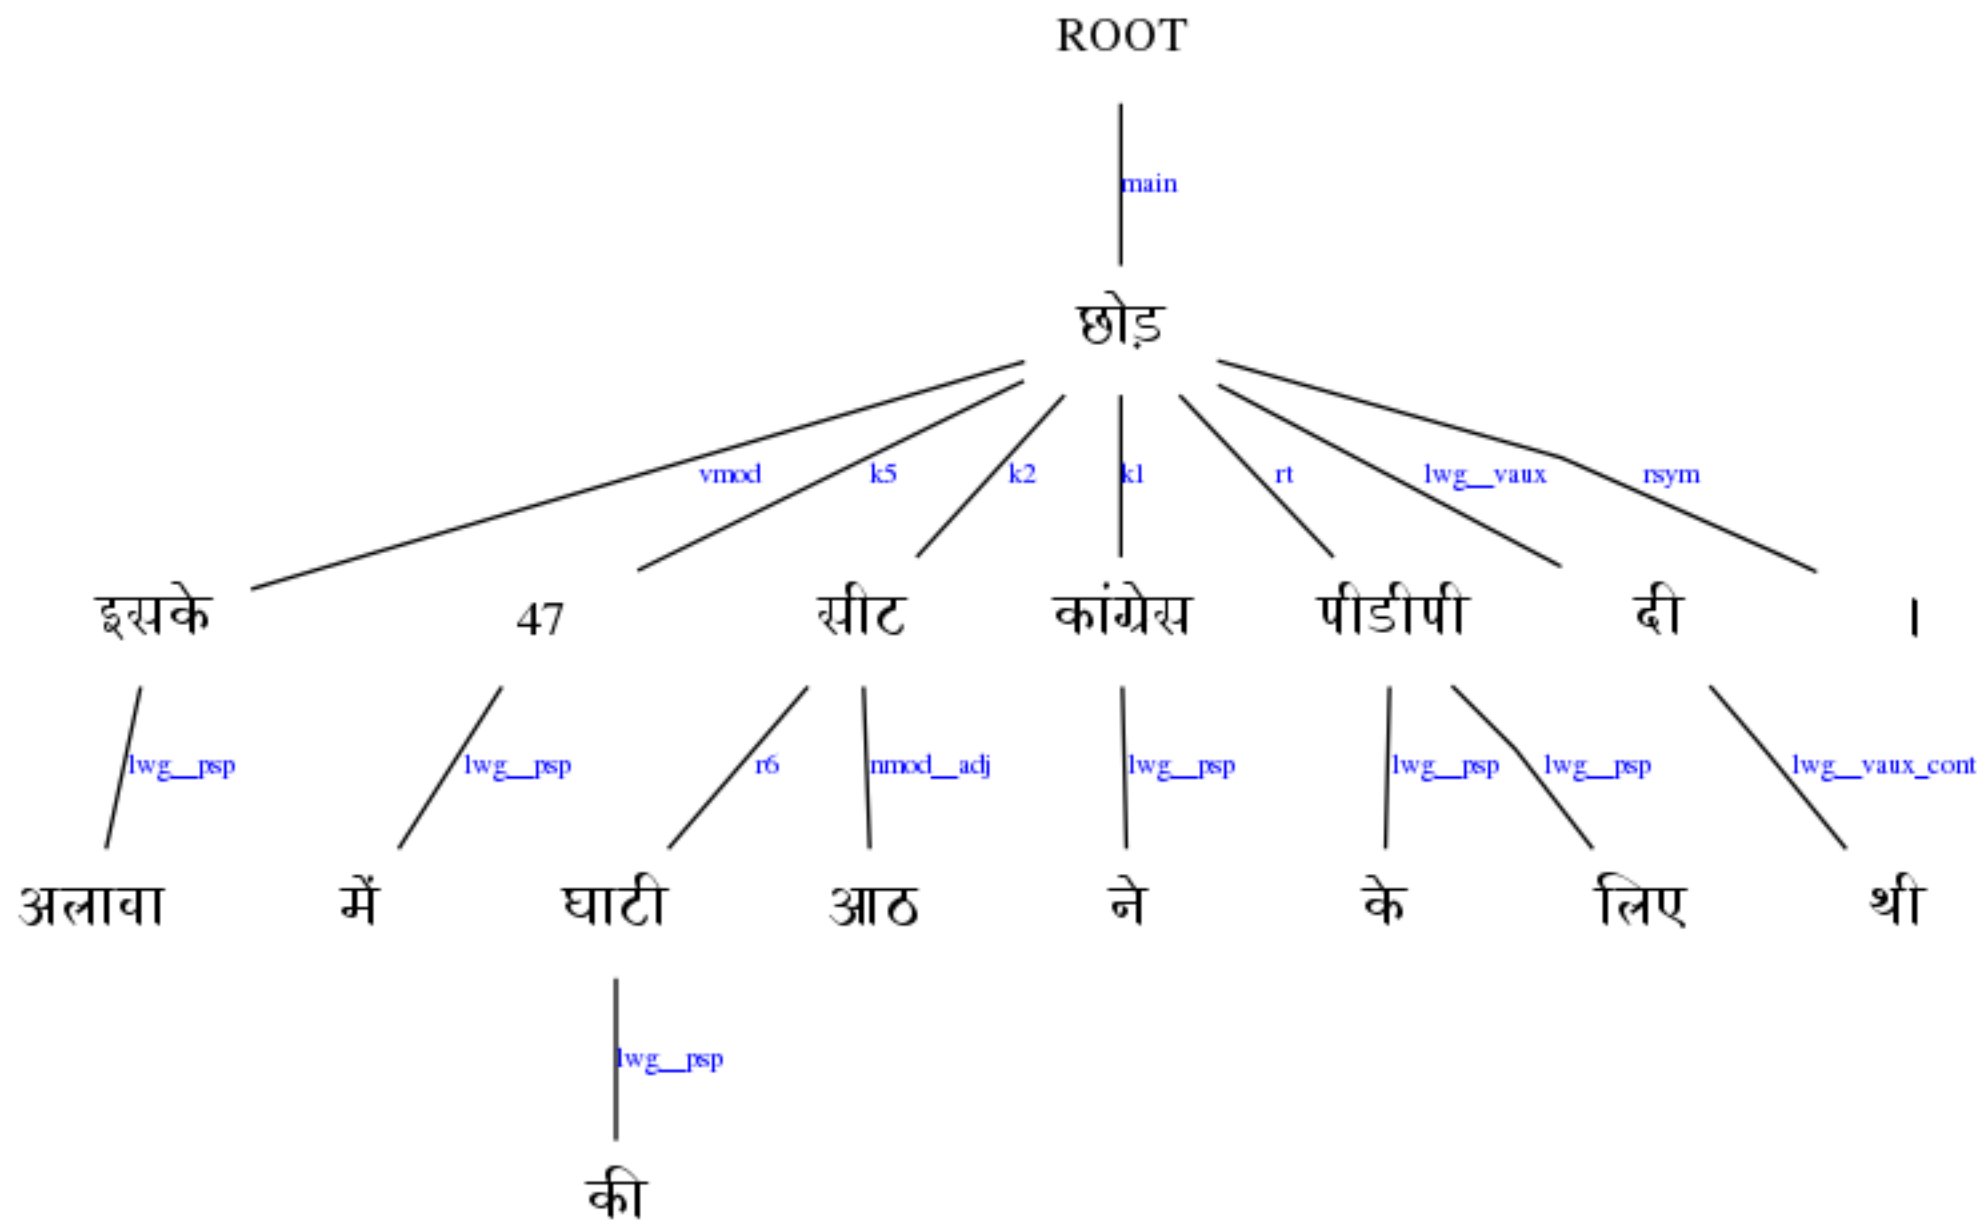 ROOT
main
छोड़
vmod k5 k2 k1 rt lwg__vaux rsym
इसके 47 सीट कांग्रेस पीडीपी दी ।
lwg__psp lwg__psp r6 nmod__adj lwg__psp lwg__psp lwg__psp lwg__vaux_cont
अलावा में घाटी आठ ने के लिए थी
lwg__psp
की